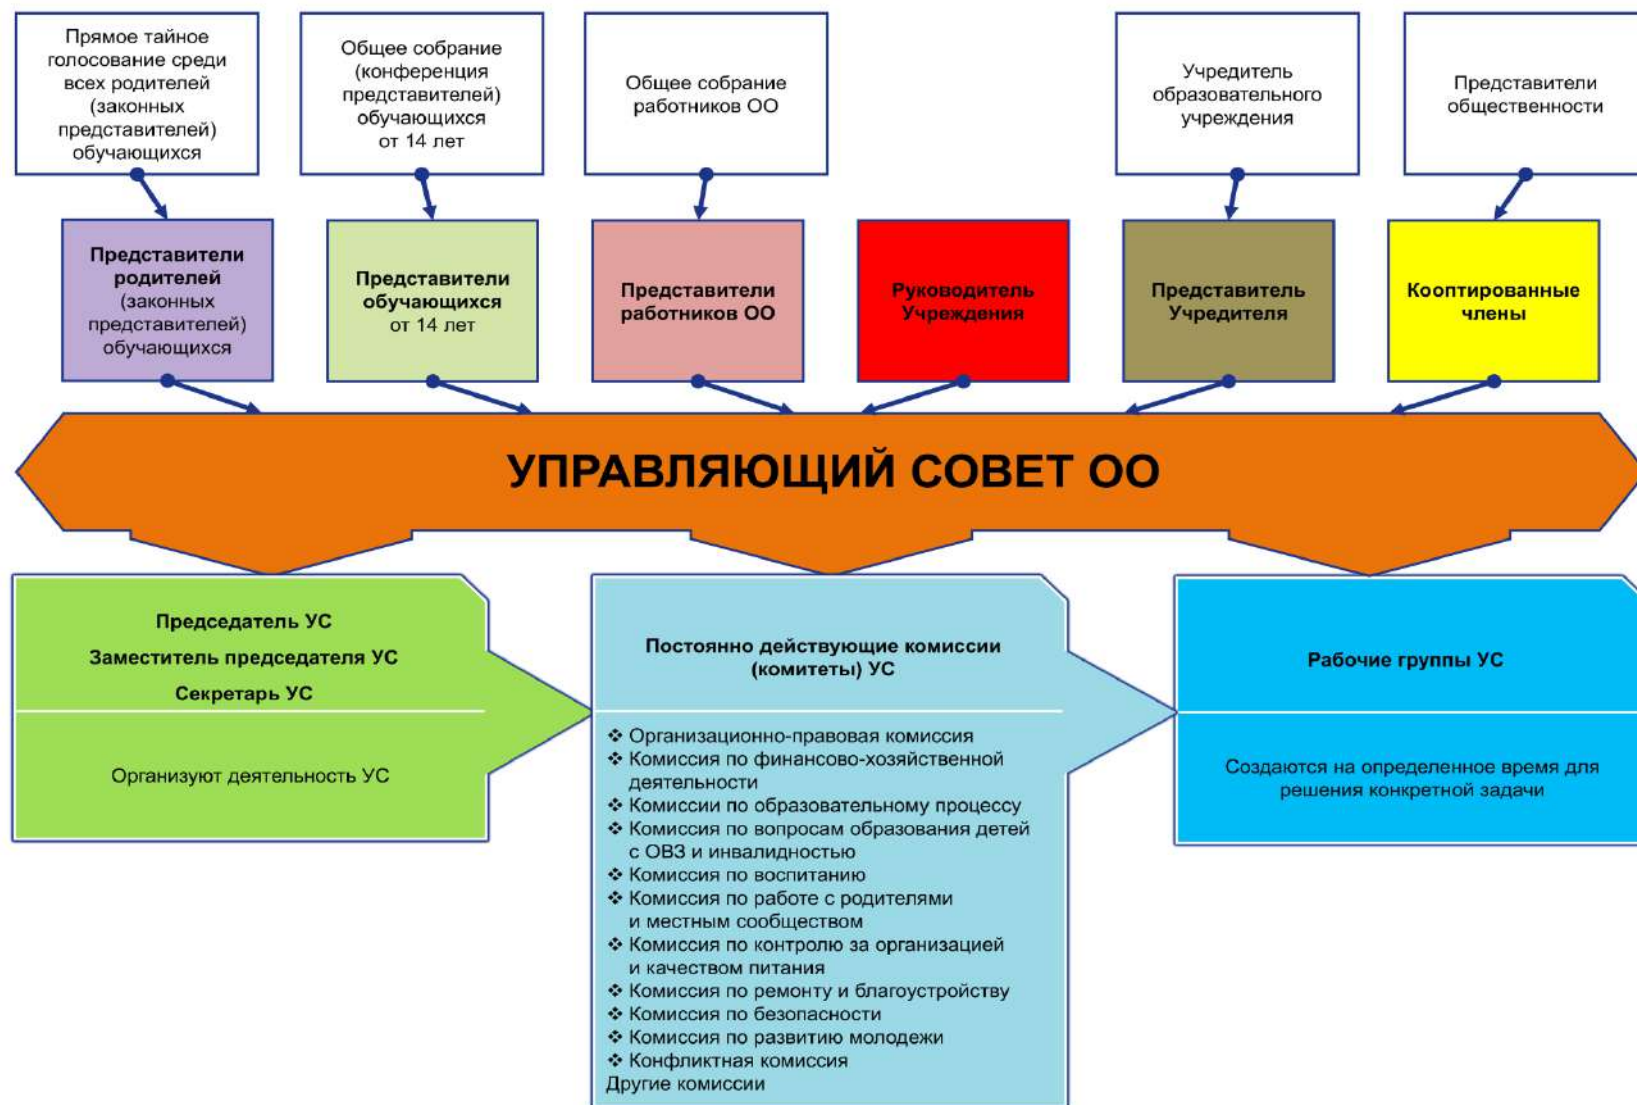 Прямое тайное
голосование среди
всех родителей
(законных
представителей)
обучающихся
Общее собрание
(конференция
представителей)
обучающихся
от 14 лет
Общее собрание
работников ОО
Учредитель
образовательного
учреждения
Представители
общественности
Представители
родителей
(законных
представителей)
обучающихся
Представители
обучающихся
от 14 лет
Представители
работников ОО
Руководитель
Учреждения
Представитель
Учредителя
Кооптированные
члены
УПРАВЛЯЮЩИЙ СОВЕТ ОО
Председатель УС
Заместитель председателя УС
Секретарь УС
Организуют деятельность УС
Постоянно действующие комиссии
(комитеты) УС
❖ Организационно-правовая комиссия
❖ Комиссия по финансово-хозяйственной
деятельности
❖ Комиссии по образовательному процессу
❖ Комиссия по вопросам образования детей
с ОВЗ и инвалидностью
❖ Комиссия по воспитанию
❖ Комиссия по работе с родителями
и местным сообществом
❖ Комиссия по контролю за организацией
и качеством питания
❖ Комиссия по ремонту и благоустройству
❖ Комиссия по безопасности
❖ Комиссия по развитию молодежи
❖ Конфликтная комиссия
Другие комиссии
Рабочие группы УС
Создаются на определенное время для
решения конкретной задачи